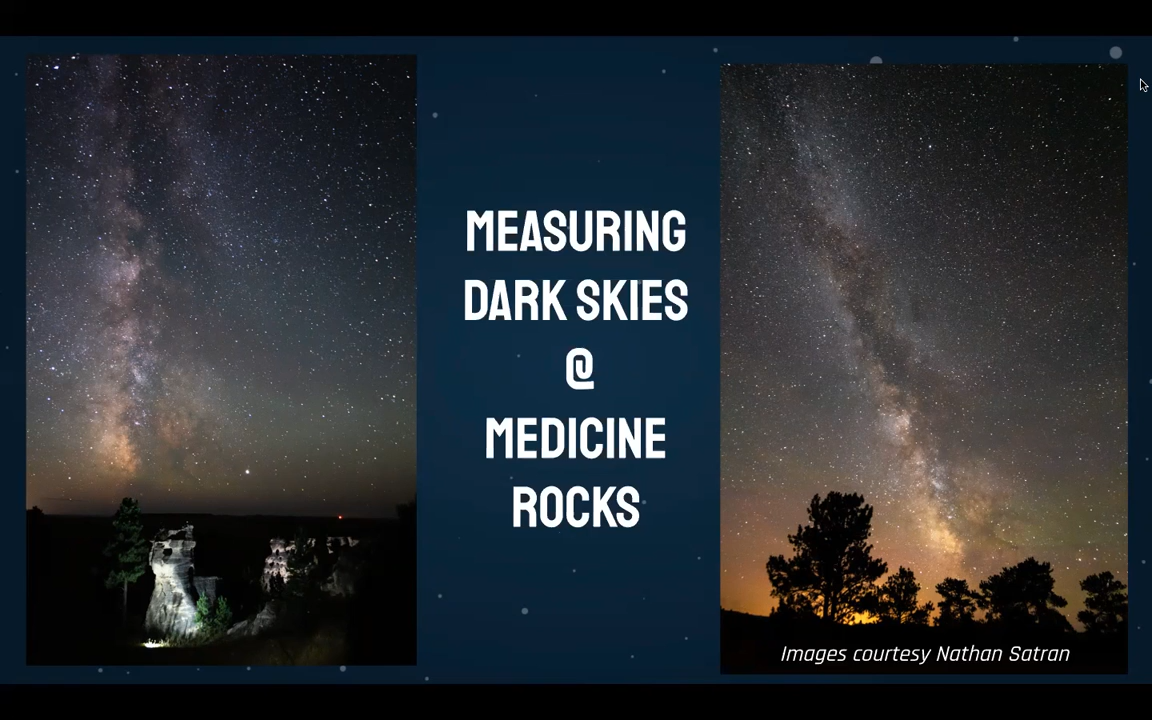 MEASURING
DARK SKIES
@
MEDICINE
ROCKS
Images courtesy Nathan Satran